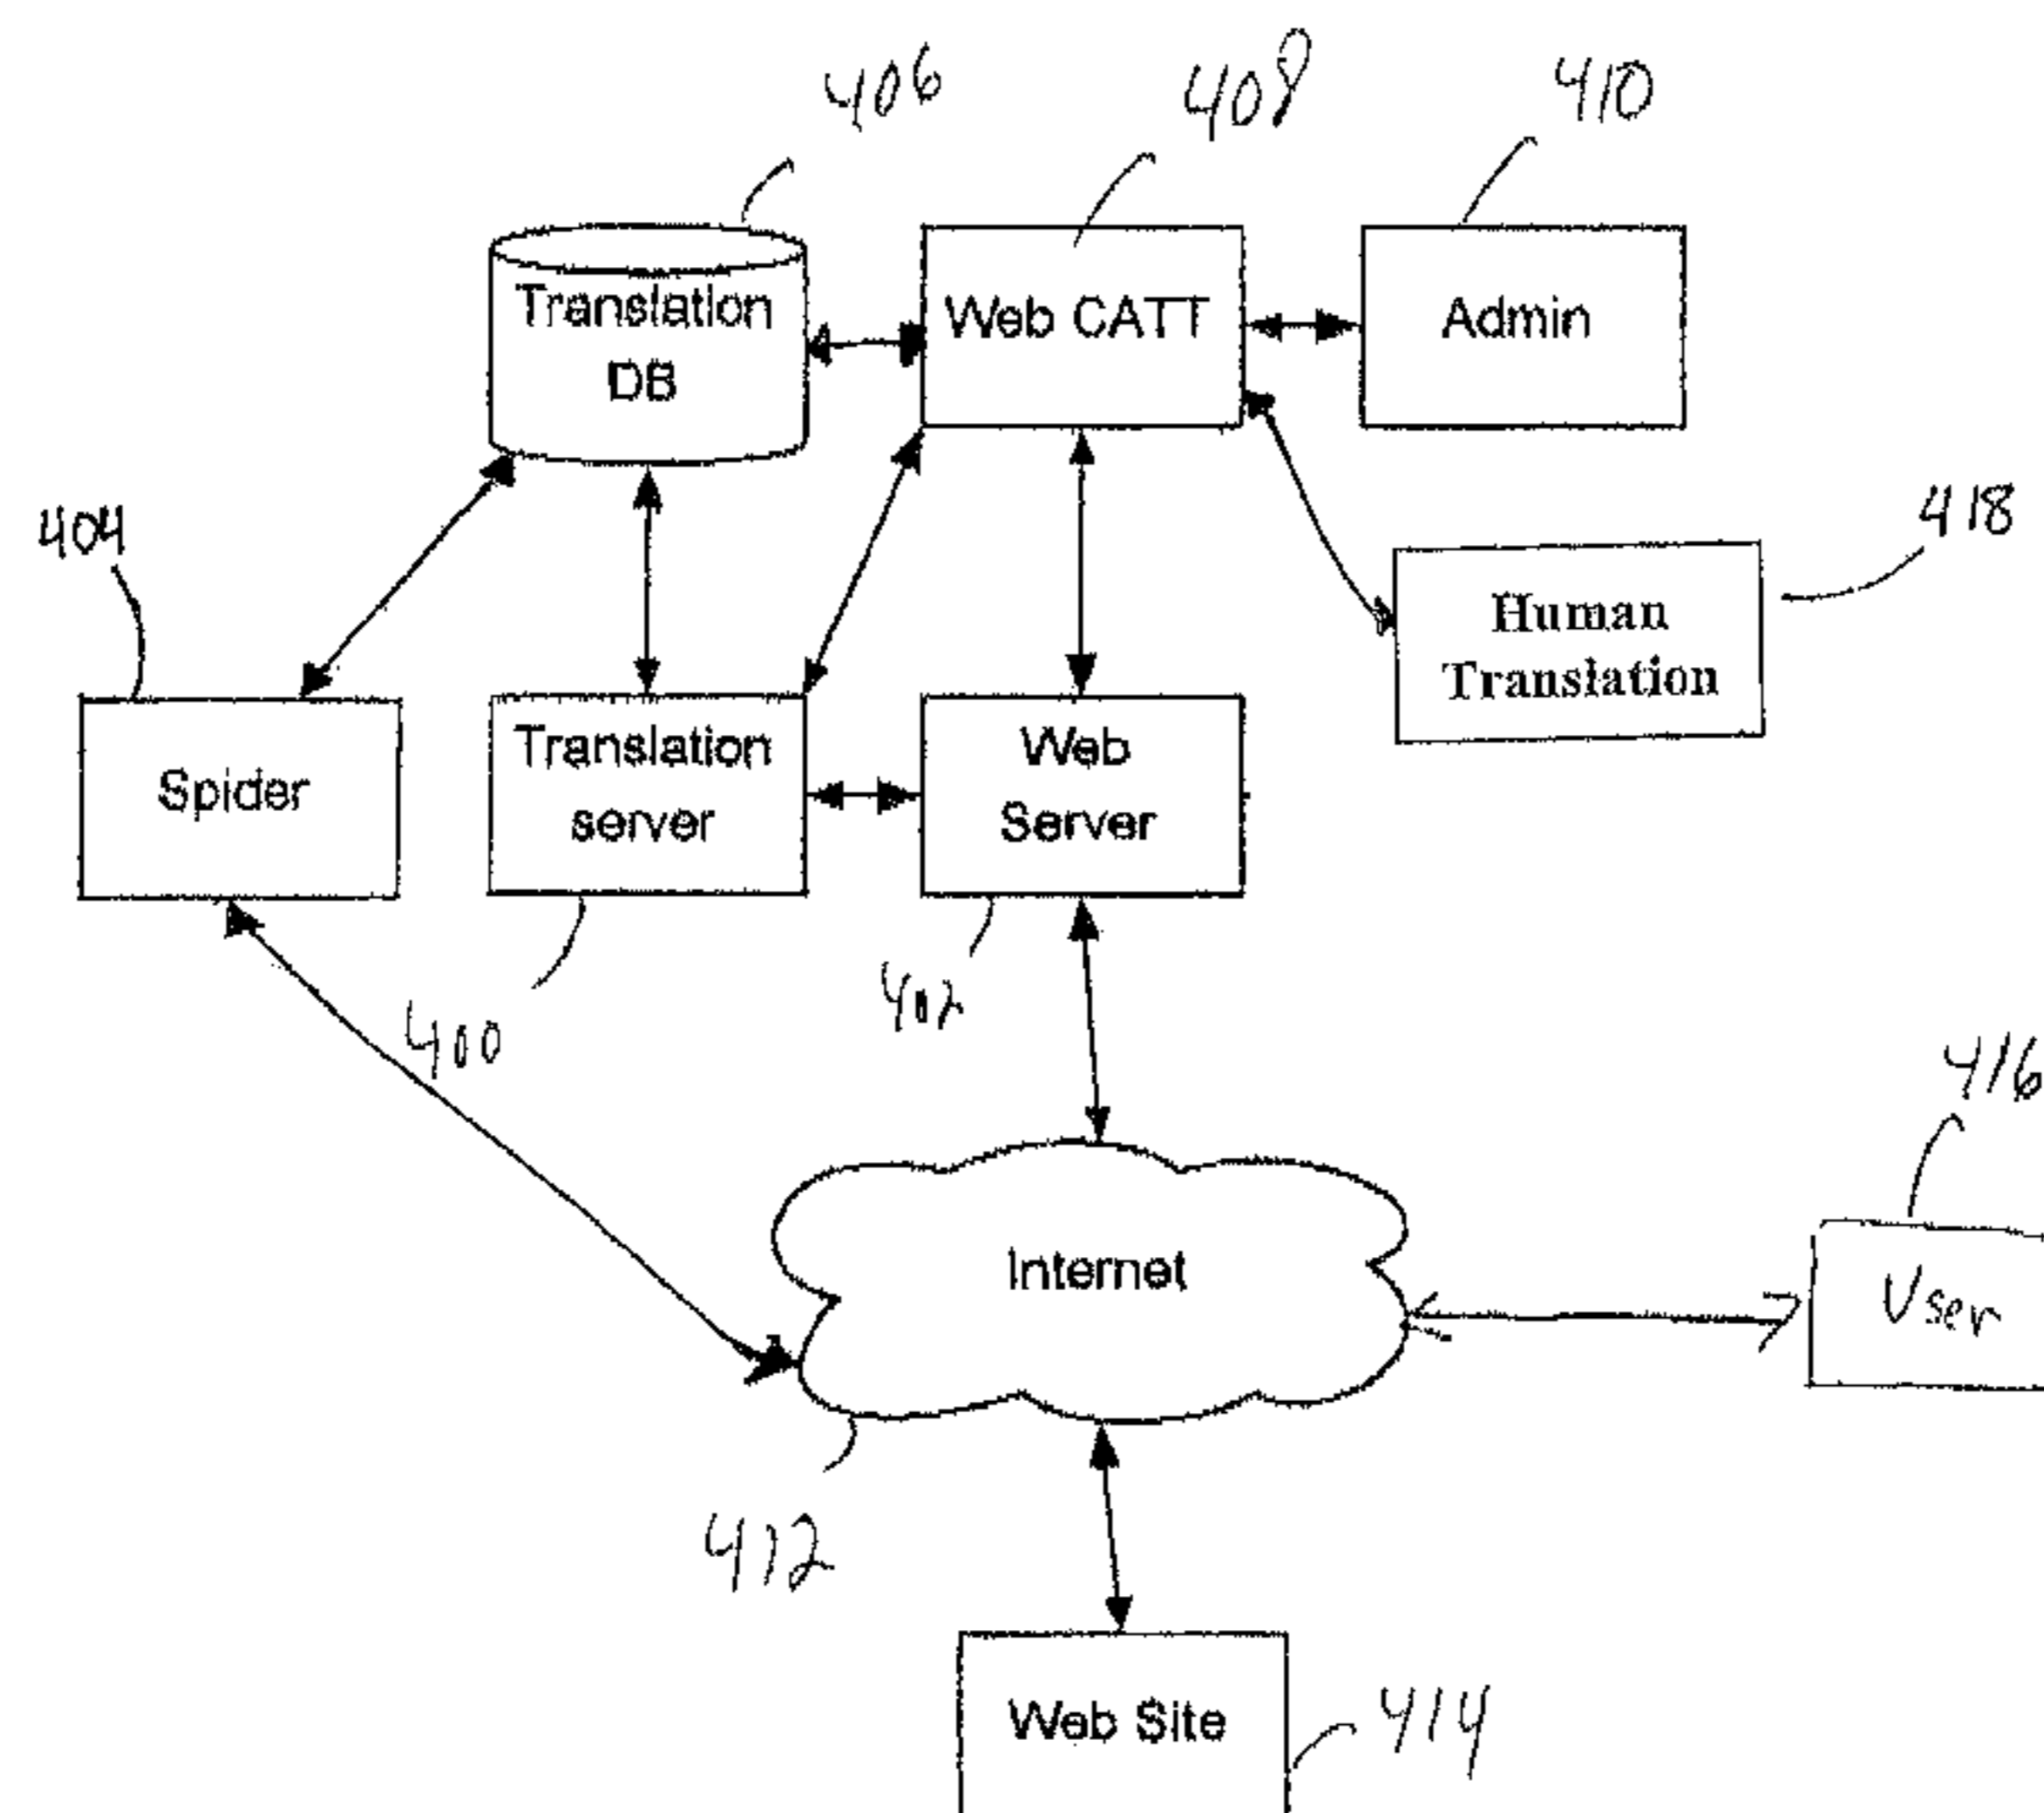 406
408
410
Translation
DB
Web CATT
Admin
404
418
Human
Translation
Spider
Translation
server
Web
Server
400
402
416
Internet
User
412
Web Site
414